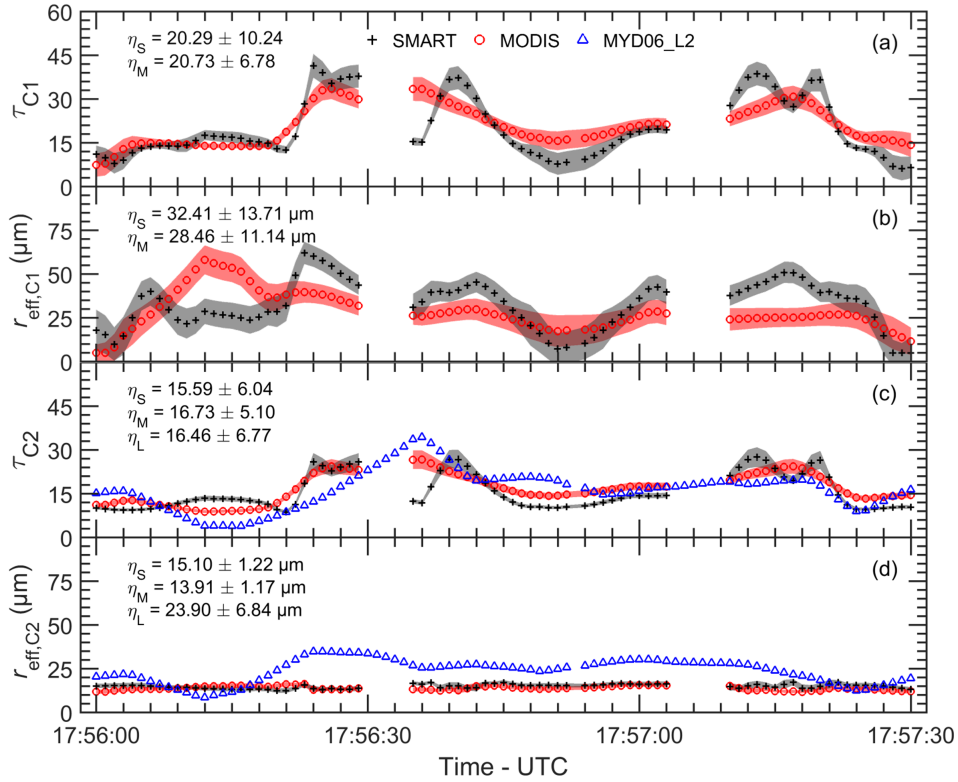 60
45
30
15
0
τC1
ηS = 20.29 ± 10.24
ηM = 20.73 ± 6.78
SMART MODIS MYD06_L2
(a)
75
50
25
0
reff,C1 (μm)
ηS = 32.41 ± 13.71 μm
ηM = 28.46 ± 11.14 μm
(b)
45
30
15
0
τC2
ηS = 15.59 ± 6.04
ηM = 16.73 ± 5.10
ηL = 16.46 ± 6.77
(c)
75
50
25
0
reff,C2 (μm)
ηS = 15.10 ± 1.22 μm
ηM = 13.91 ± 1.17 μm
ηL = 23.90 ± 6.84 μm
(d)
17:56:00 17:56:30 17:57:00 17:57:30
Time - UTC